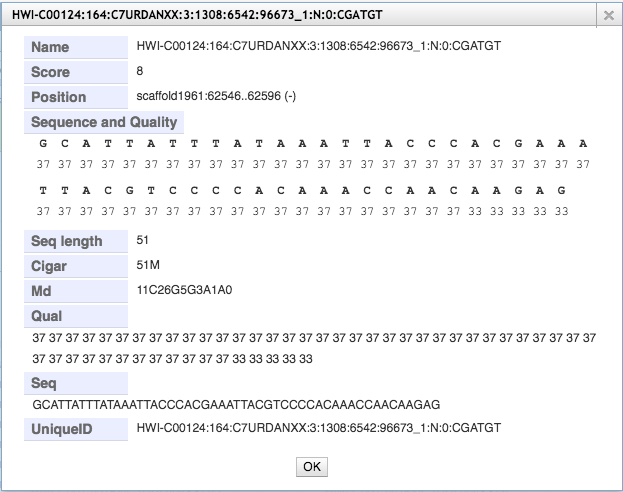 HWI-C00124:164:C7URDANXX:3:1308:6542:96673_1:N:0:CGATGT
Name HWI-C00124:164:C7URDANXX:3:1308:6542:96673_1:N:0:CGATGT
Score 8
Position scaffold1961:62546..62596 (-)
Sequence and Quality
G C A T T A T T T A T A A A T T A C C C A C G A A A
37 37 37 37 37 37 37 37 37 37 37 37 37 37 37 37 37 37 37 37 37 37 37 37 37 37
T T A C G T C C C C A C A A A C C A A C A A G A G
37 37 37 37 37 37 37 37 37 37 37 37 37 37 37 37 37 37 37 37 33 33 33 33 33
Seq length 51
Cigar 51M
Md 11C26G5G3A1A0
Qual
37 37 37 37 37 37 37 37 37 37 37 37 37 37 37 37 37 37 37 37 37 37 37 37 37 37 37 37 37 37 37 37 37 37
37 37 37 37 37 37 37 37 37 37 37 37 33 33 33 33 33
Seq
GCATTATTTATAAATTACCCACGAAATTACGTCCCCACAAACCAACAAGAG
UniqueID HWI-C00124:164:C7URDANXX:3:1308:6542:96673_1:N:0:CGATGT
OK